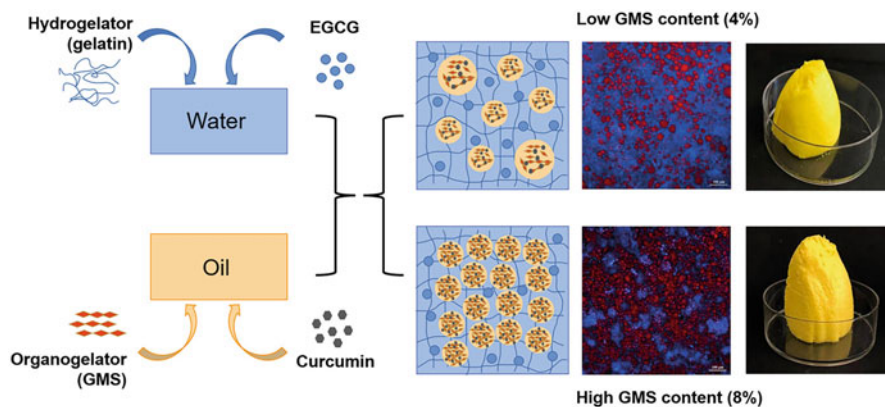 Hydrogelator
(gelatin)
EGCG
Water
Oil
Organogelator
(GMS)
Curcumin
Low GMS content (4%)
High GMS content (8%)